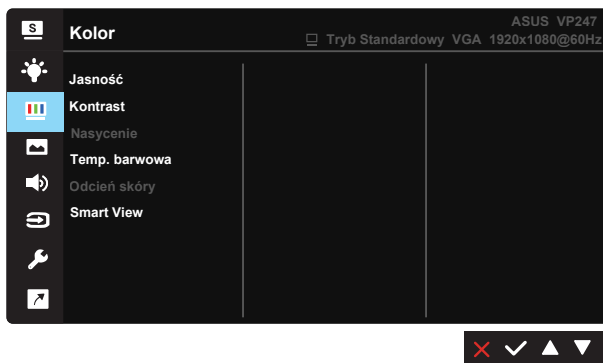 S
Kolor
ASUS VP247
Tryb Standardowy VGA 1920x1080@60Hz
Jasność
Kontrast
Nasycenie
Temp. barwowa
Odcień skóry
Smart View